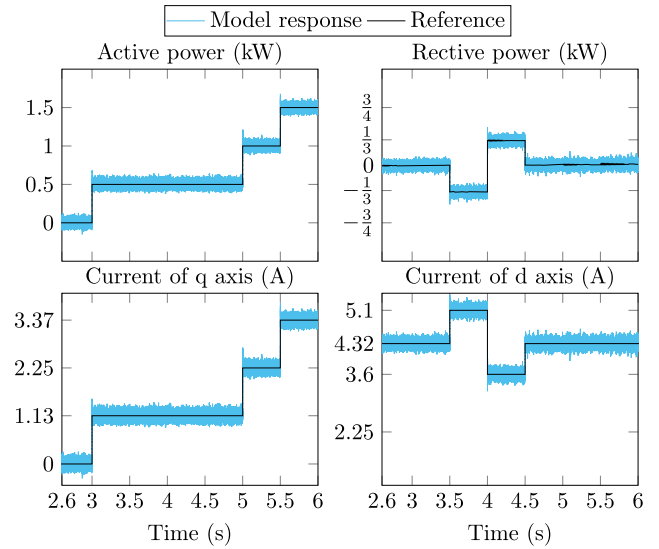 Model response Reference
Active power (kW) Rective power (kW)
1.5
1
0.5
0
3/4
1/3
0
−1/3
−3/4
Current of q axis (A) Current of d axis (A)
3.37
2.25
1.13
0
5.1
4.32
3.6
2.25
2.6 3 3.5 4 4.5 5 5.5 6
2.6 3 3.5 4 4.5 5 5.5 6
Time (s) Time (s)